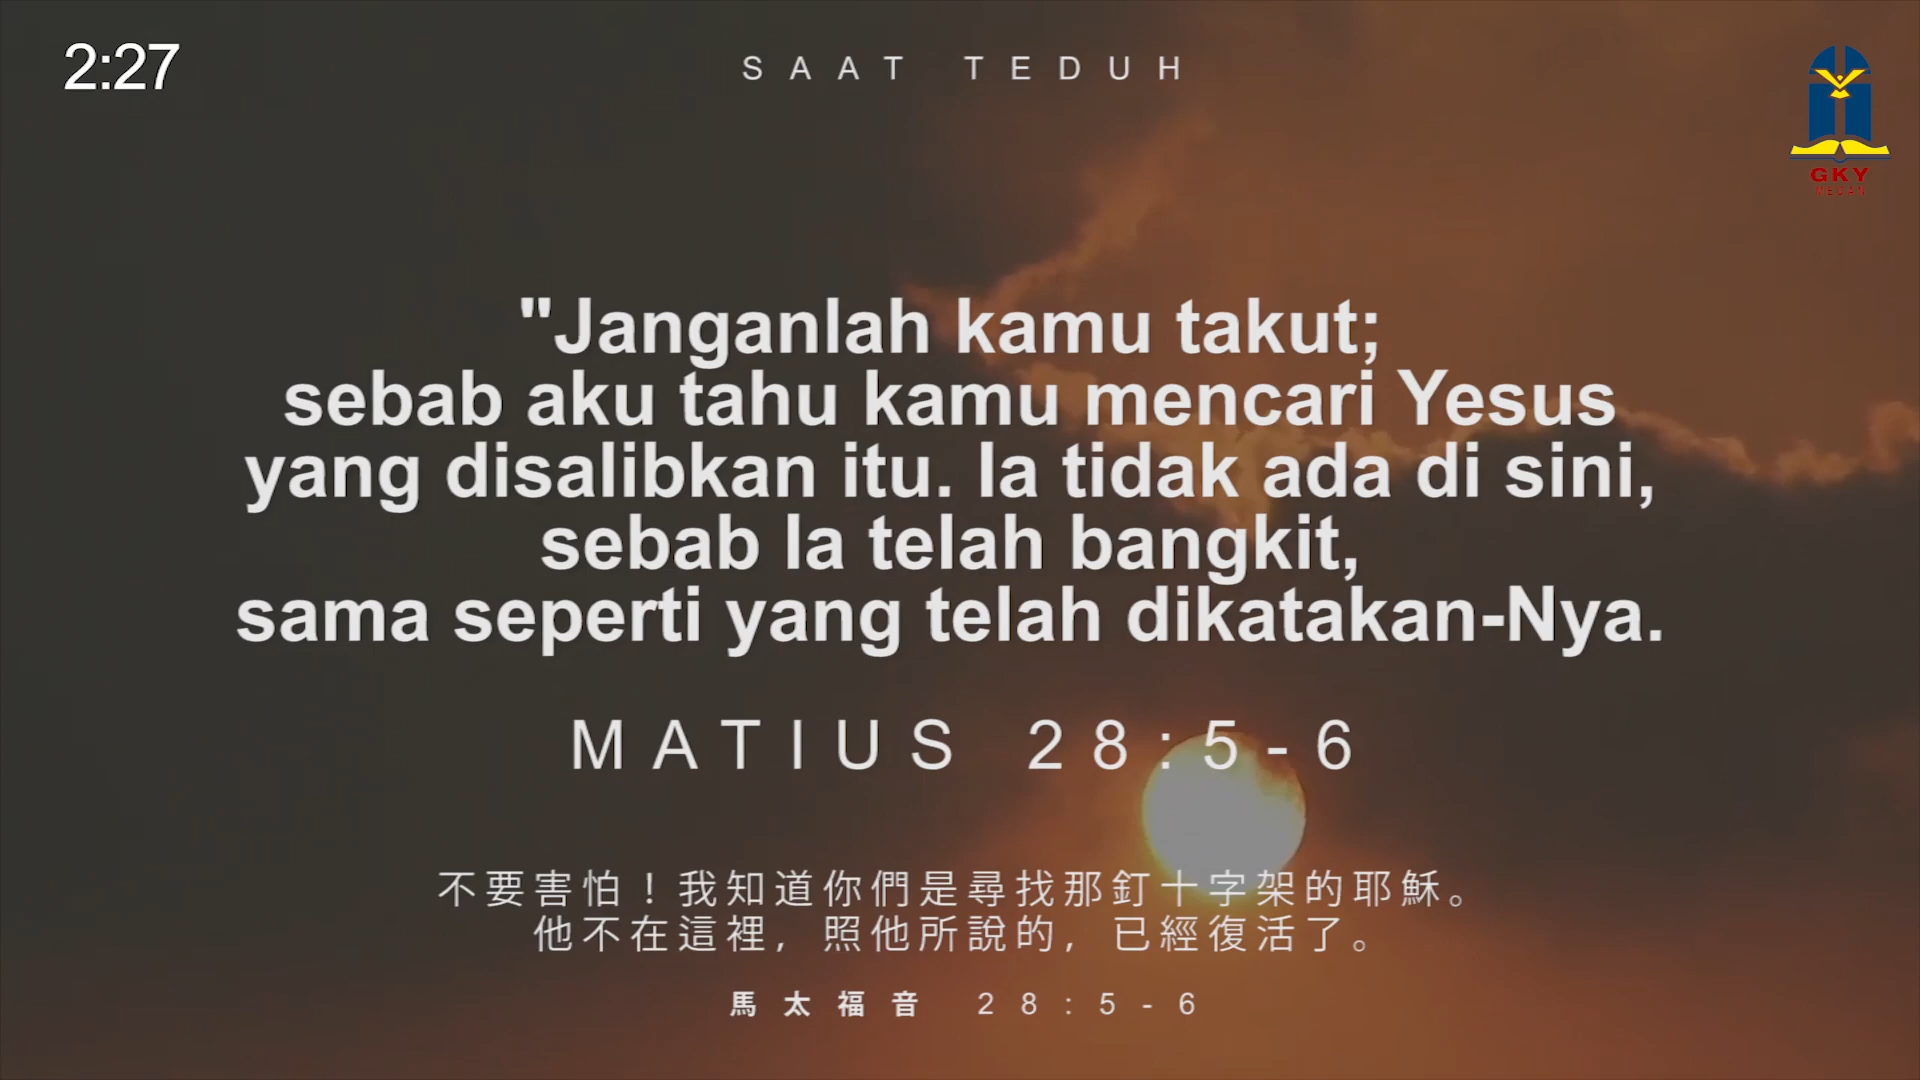 2:27
SAAT TEDUH
GKY
MEDAN
"Janganlah kamu takut;
sebab aku tahu kamu mencari Yesus
yang disalibkan itu. Ia tidak ada di sini,
sebab Ia telah bangkit,
sama seperti yang telah dikatakan-Nya.
MATIUS 28:5-6
不要害怕！我知道你們是尋找那釘十字架的耶穌。
他不在這裡，照他所說的，已經復活了。
馬太福音 28:5-6